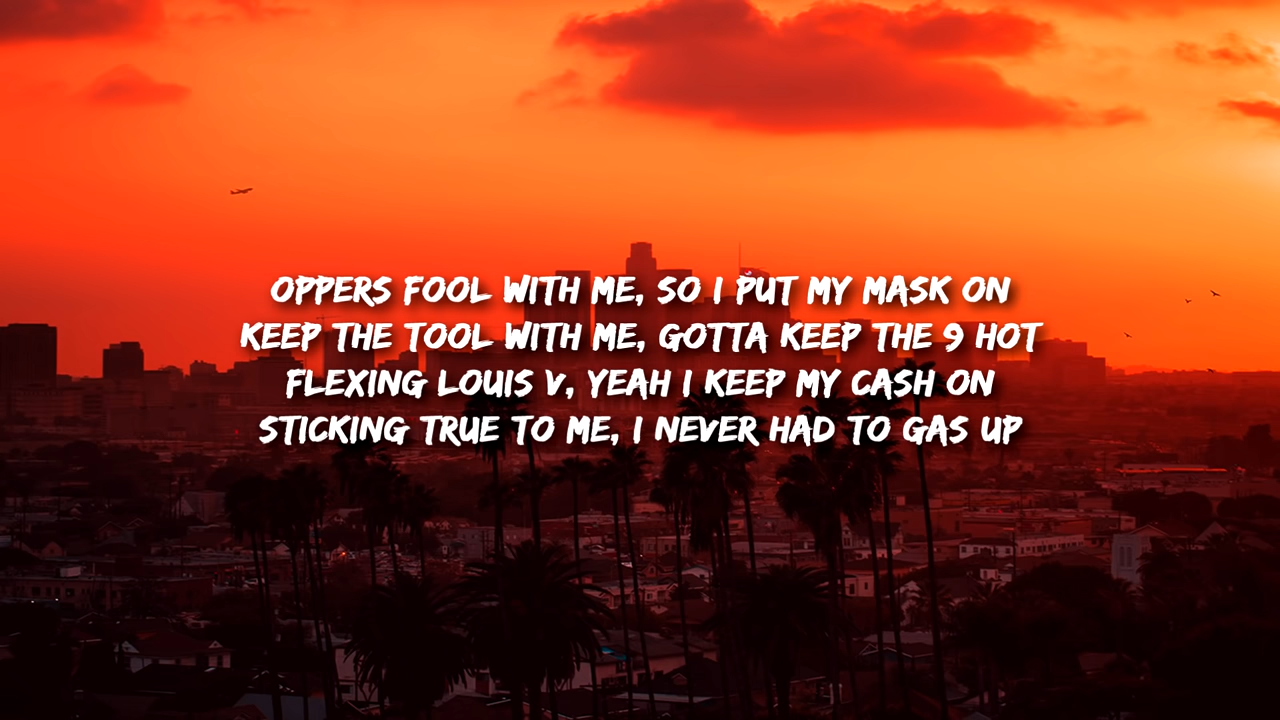 OPPERS FOOL WITH ME, SO I PUT MY MASK ON
KEEP THE TOOL WITH ME, GOTTA KEEP THE 9 HOT
FLEXING LOUIS V, YEAH I KEEP MY CASH ON
STICKING TRUE TO ME, I NEVER HAD TO GAS UP